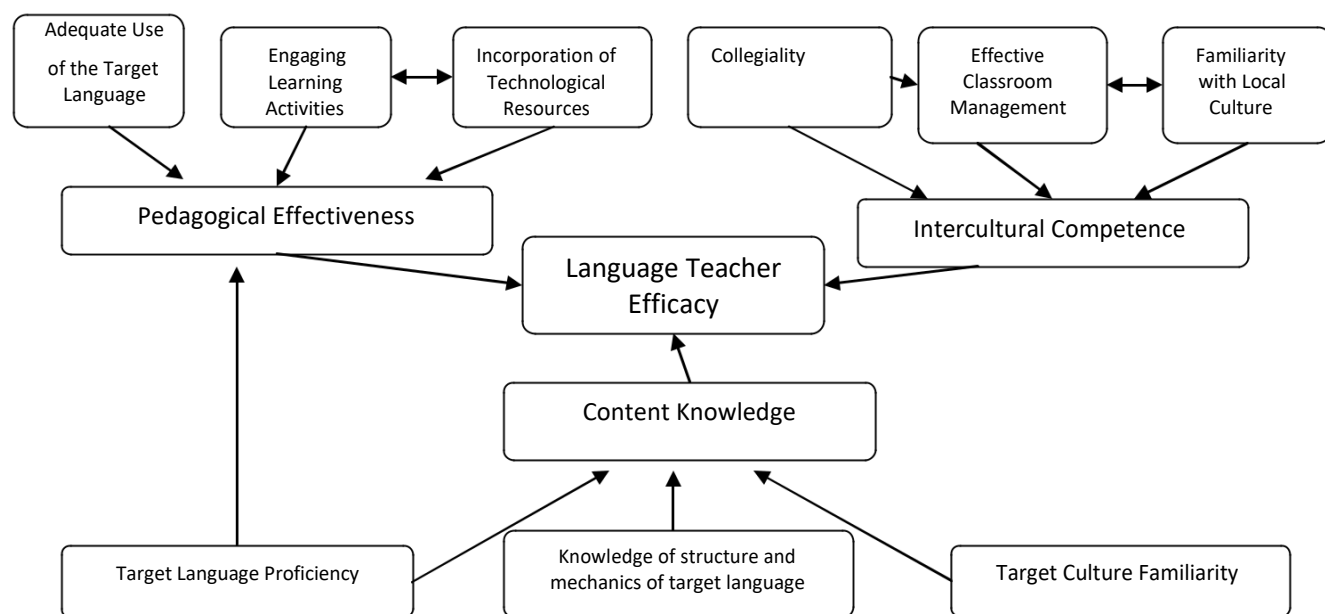 Adequate Use
of the Target
Language
Engaging
Learning
Activities
Incorporation of
Technological
Resources
Collegiality
Effective
Classroom
Management
Familiarity
with Local
Culture
Pedagogical Effectiveness
Intercultural Competence
Language Teacher
Efficacy
Content Knowledge
Target Language Proficiency
Knowledge of structure and
mechanics of target language
Target Culture Familiarity